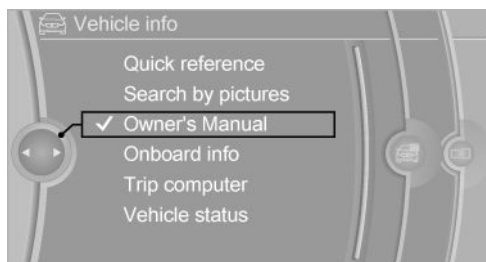 Vehicle info
Quick reference
Search by pictures
Owner's Manual
Onboard info
Trip computer
Vehicle status